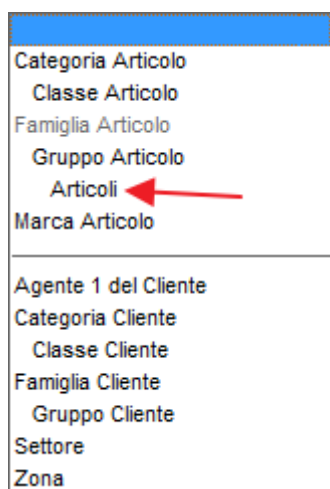 Categoria Articolo
Classe Articolo
Famiglia Articolo
Gruppo Articolo
Articoli
Marca Articolo
Agente 1 del Cliente
Categoria Cliente
Classe Cliente
Famiglia Cliente
Gruppo Cliente
Settore
Zona